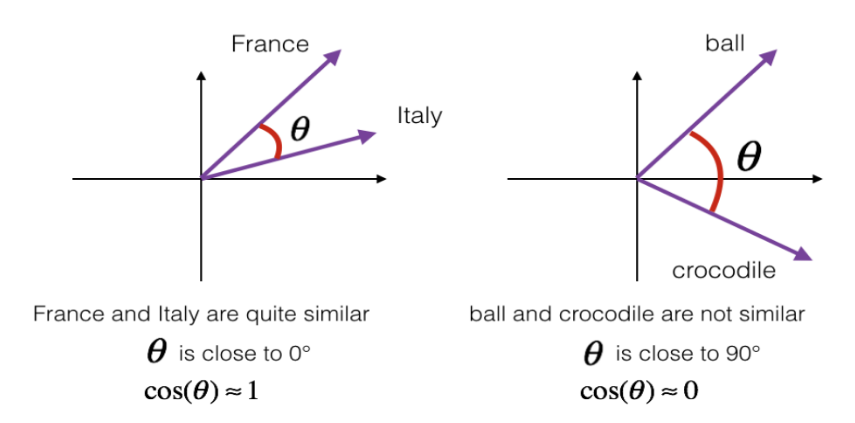 France
Italy
θ
France and Italy are quite similar
θ is close to 0°
cos(θ) ≈ 1
ball
θ
crocodile
ball and crocodile are not similar
θ is close to 90°
cos(θ) ≈ 0